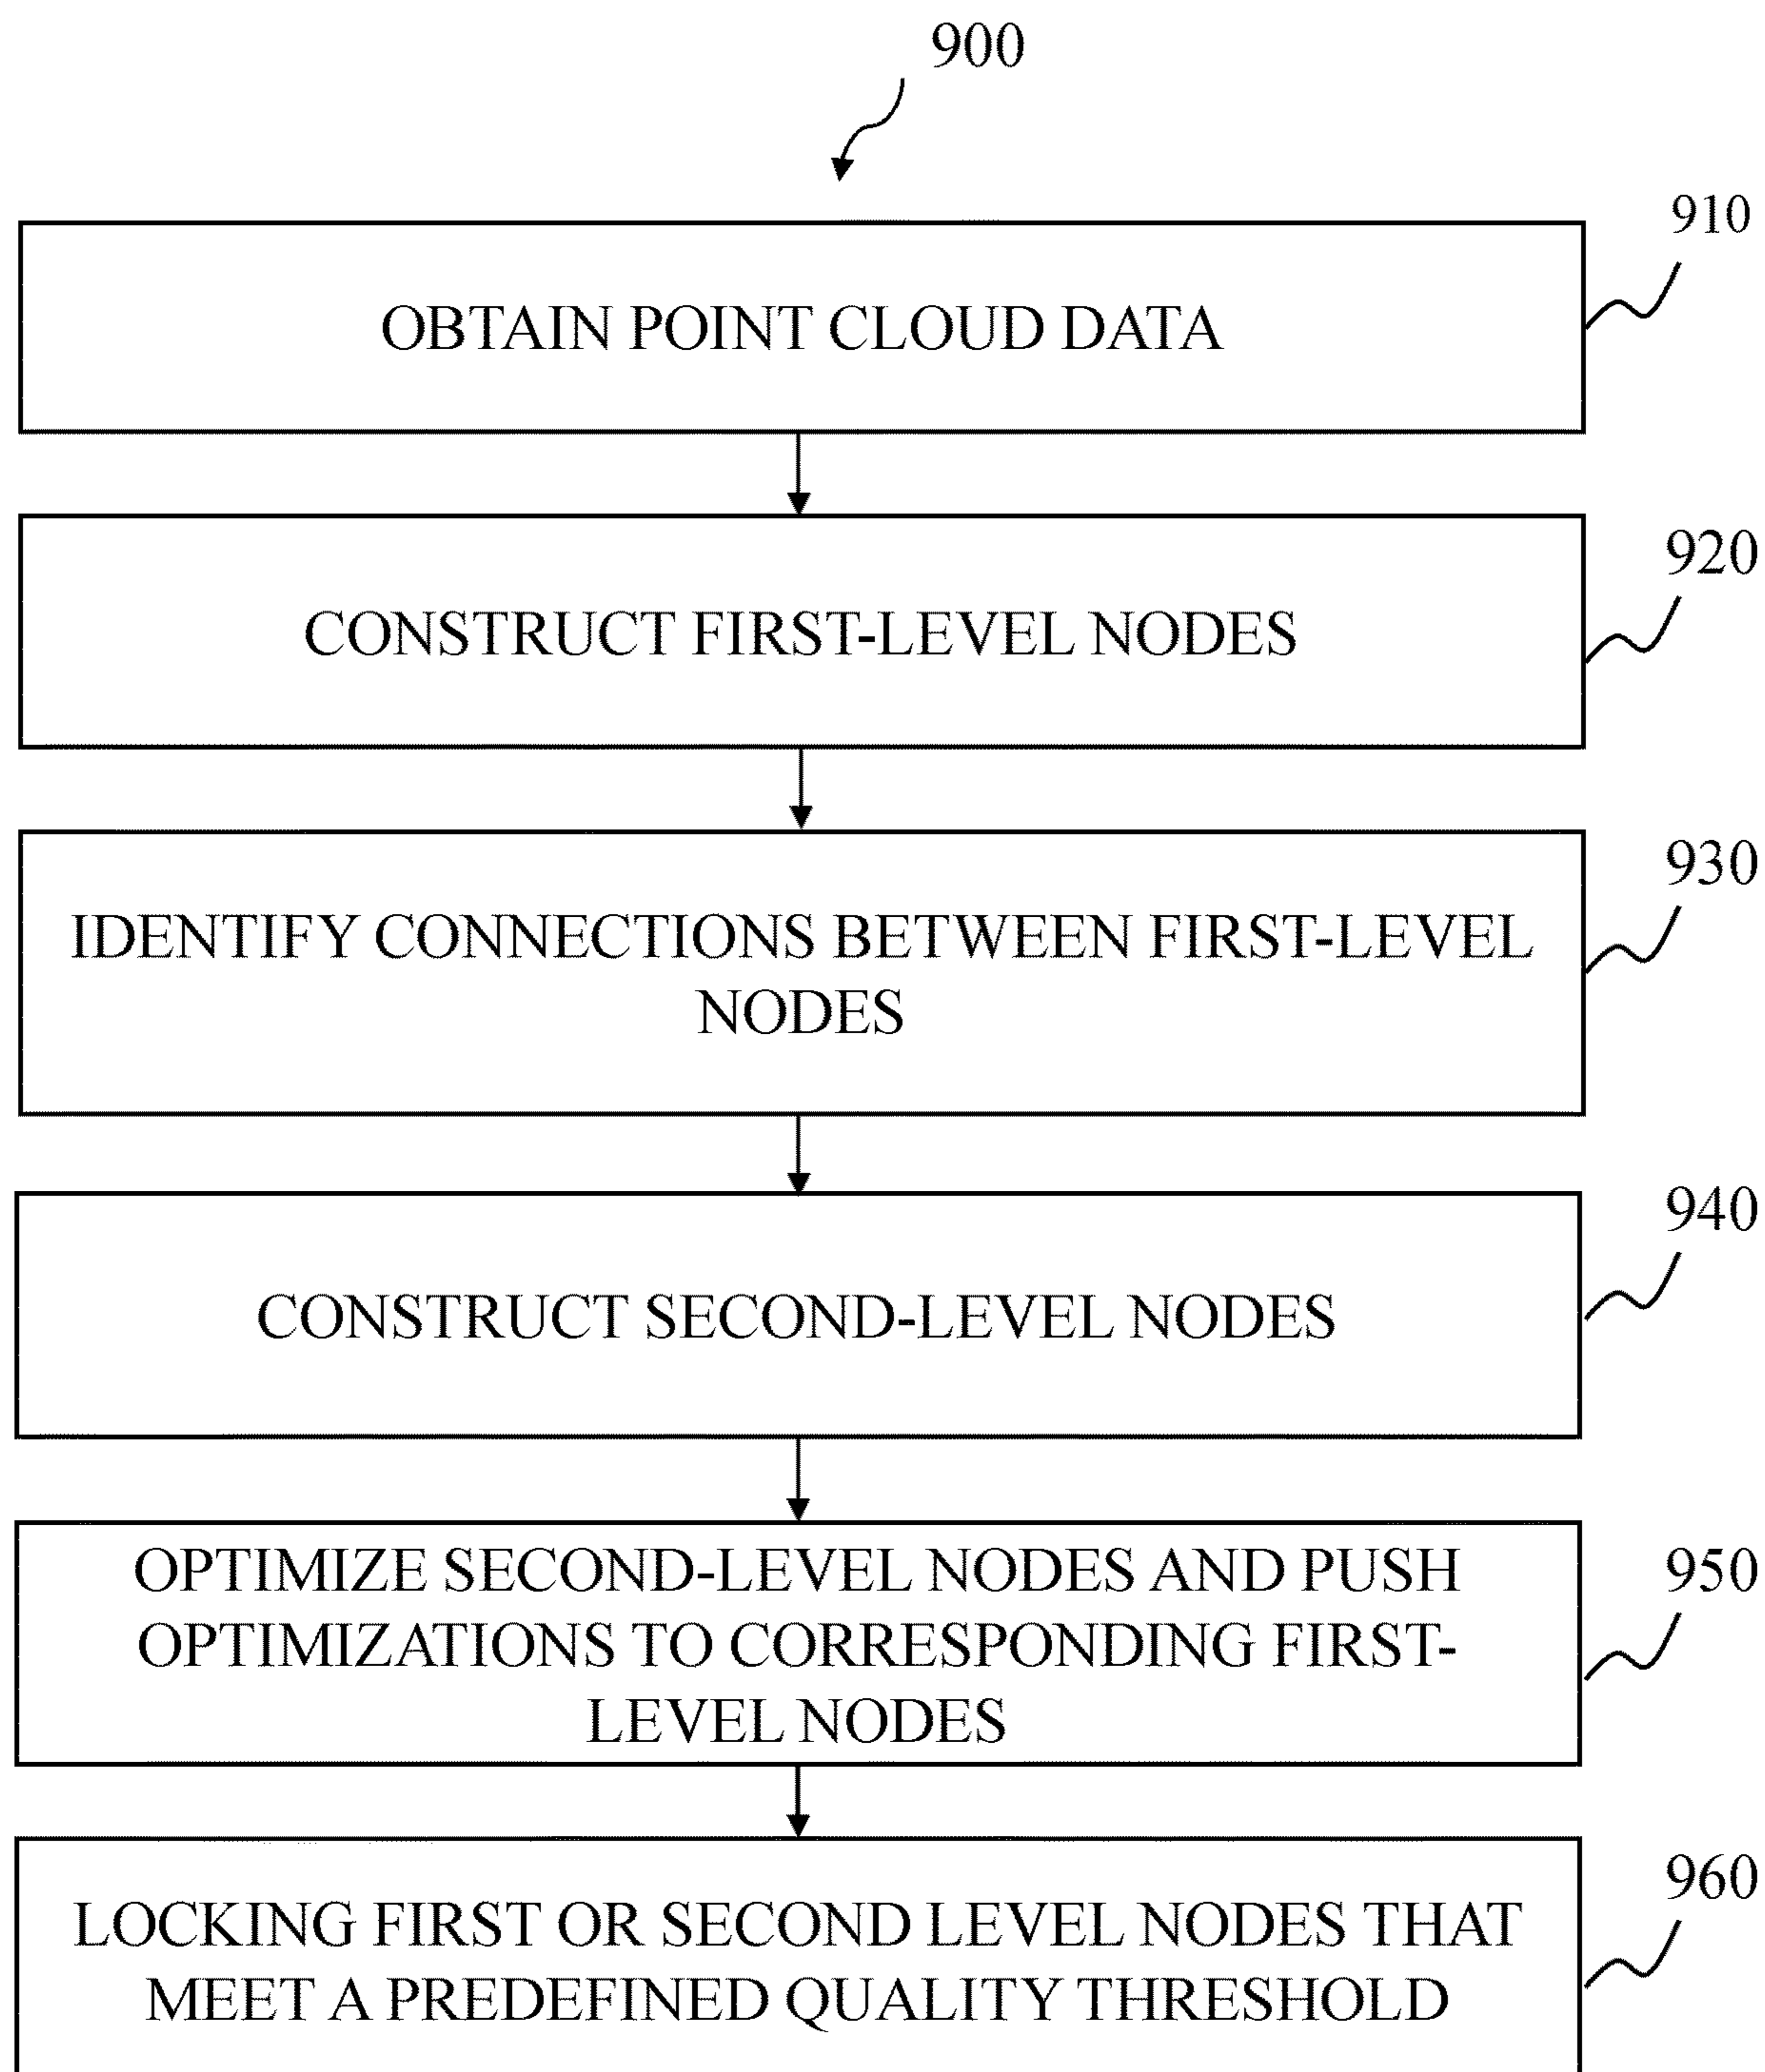 900
910
OBTAIN POINT CLOUD DATA
920
CONSTRUCT FIRST-LEVEL NODES
930
IDENTIFY CONNECTIONS BETWEEN FIRST-LEVEL
NODES
940
CONSTRUCT SECOND-LEVEL NODES
950
OPTIMIZE SECOND-LEVEL NODES AND PUSH
OPTIMIZATIONS TO CORRESPONDING FIRST-
LEVEL NODES
960
LOCKING FIRST OR SECOND LEVEL NODES THAT
MEET A PREDEFINED QUALITY THRESHOLD